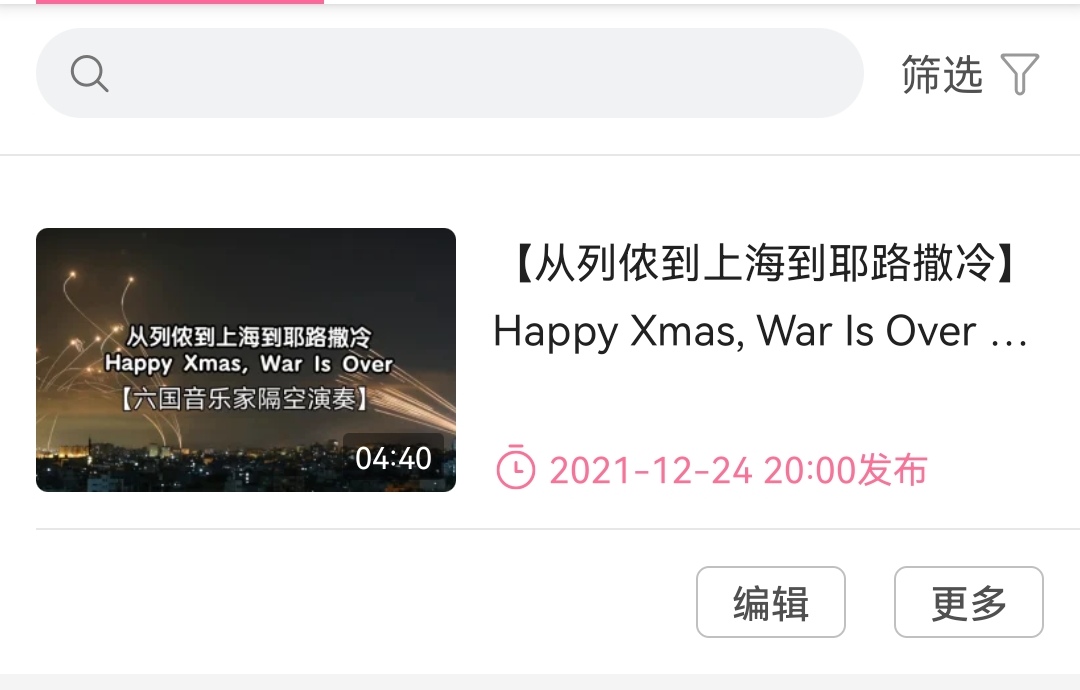 筛选
从列侬到上海到耶路撒冷
Happy Xmas, War Is Over
【六国音乐家隔空演奏】
04:40
【从列侬到上海到耶路撒冷】
Happy Xmas, War Is Over ...
2021-12-24 20:00发布
编辑
更多